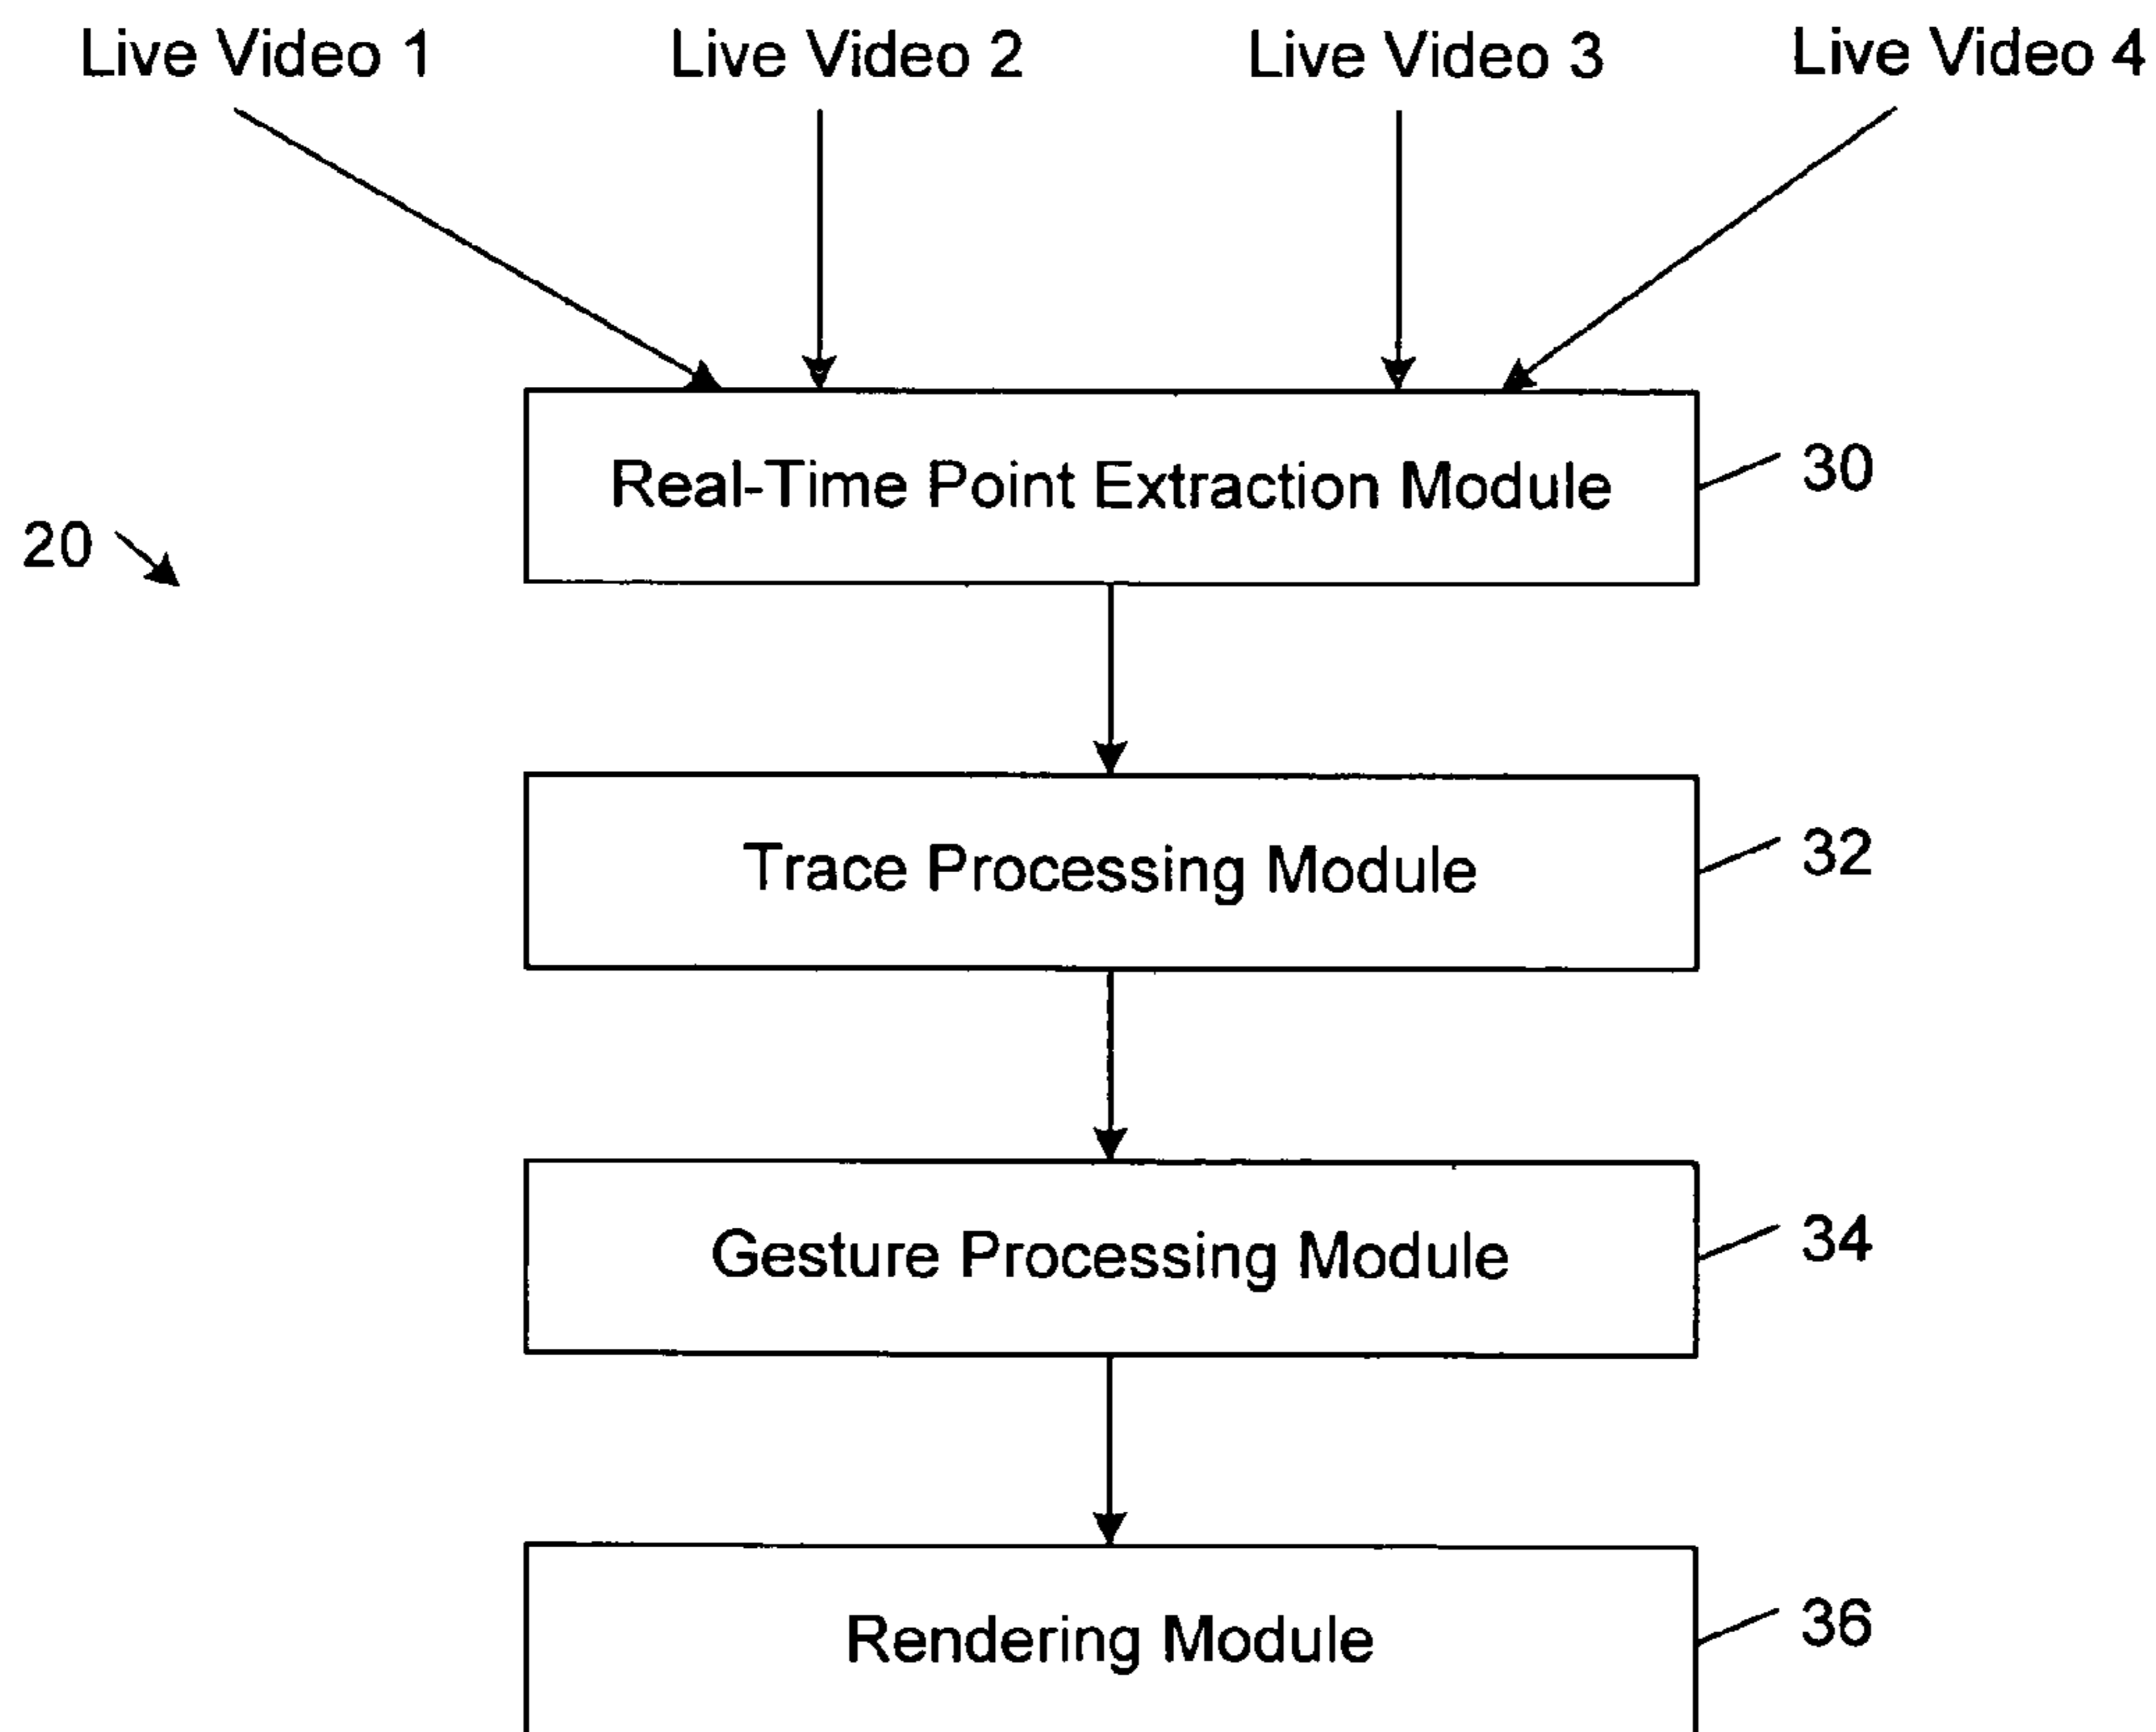 Live Video 1
Live Video 2
Live Video 3
Live Video 4
Real-Time Point Extraction Module
30
20
Trace Processing Module
32
Gesture Processing Module
34
Rendering Module
36